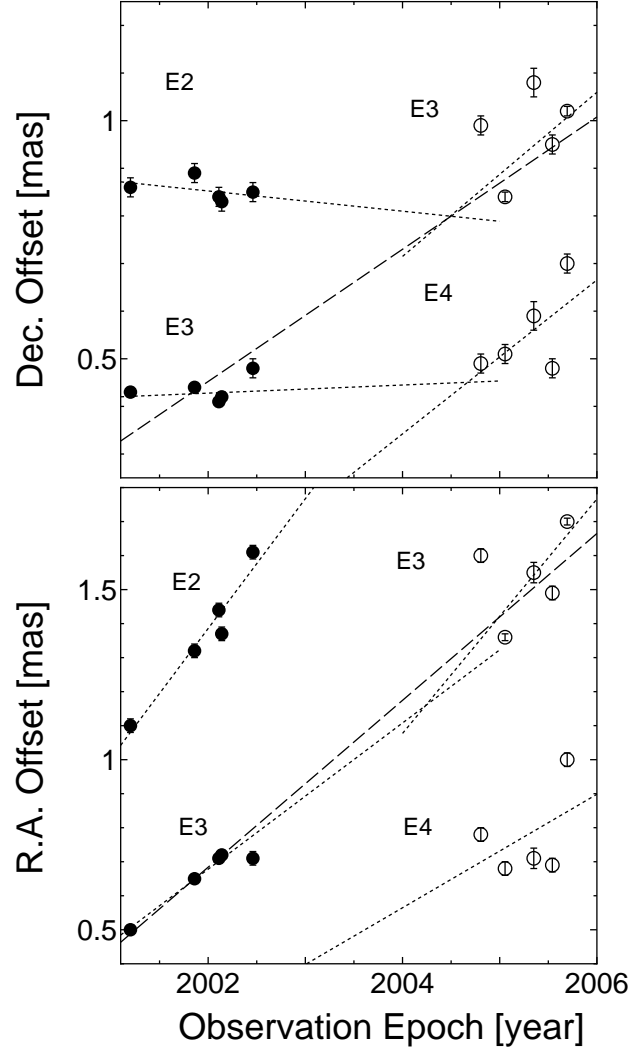 E2
E3
1
E4
E3
0.5
Dec. Offset [mas]
E3
E2
1.5
1
E3
E4
0.5
R.A. Offset [mas]
2002 2004 2006
Observation Epoch [year]